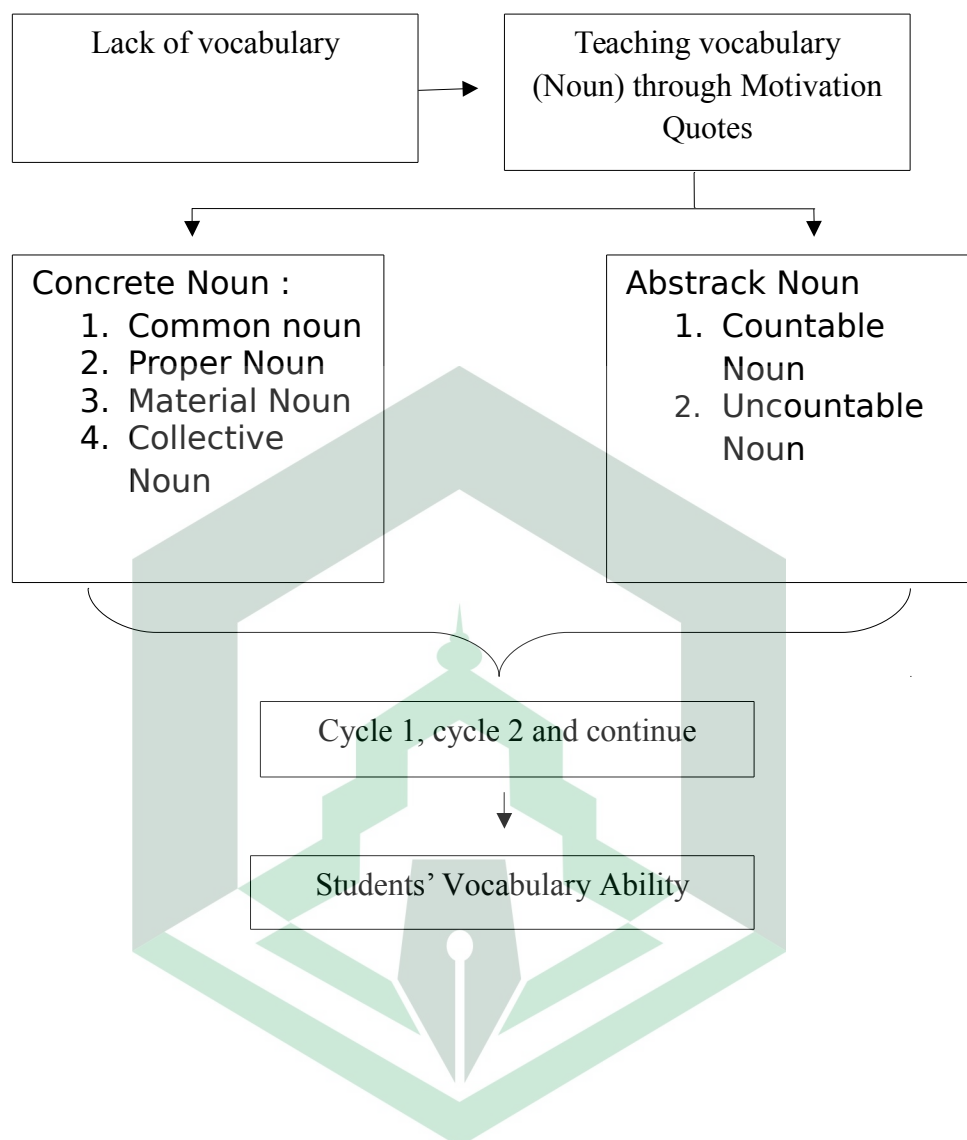 Lack of vocabulary
Teaching vocabulary
(Noun) through Motivation
Quotes
Concrete Noun :
1. Common noun
2. Proper Noun
3. Material Noun
4. Collective
Noun
Abstrack Noun
1. Countable
Noun
2. Uncountable
Noun
Cycle 1, cycle 2 and continue
Students’ Vocabulary Ability